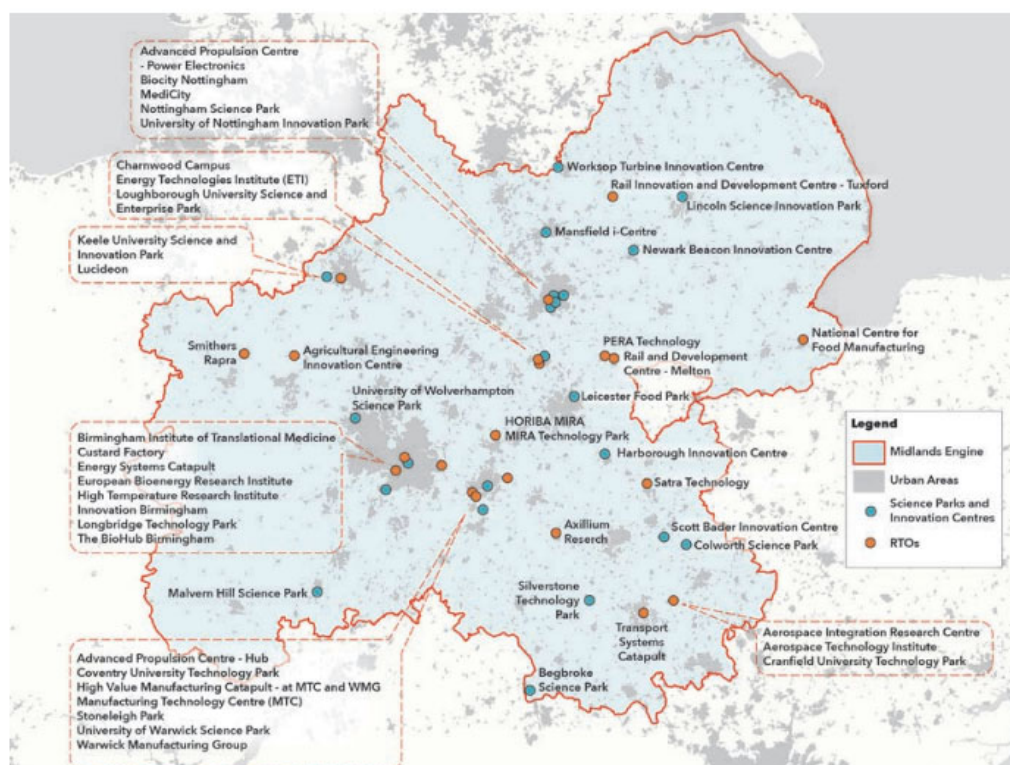 Advanced Propulsion Centre
- Power Electronics
Biocity Nottingham
MediCity
Nottingham Science Park
University of Nottingham Innovation Park
Charnwood Campus
Energy Technologies Institute (ETI)
Loughborough University Science and
Enterprise Park
Keele University Science and
Innovation Park
Lucideon
Worksop Turbine Innovation Centre
Rail Innovation and Development Centre - Tuxford
Lincoln Science Innovation Park
Mansfield i-Centre
Newark Beacon Innovation Centre
Smithers
Rapra
Agricultural Engineering
Innovation Centre
PERA Technology
Rail and Development
Centre - Melton
National Centre for
Food Manufacturing
University of Wolverhampton
Science Park
Leicester Food Park
HORIBA MIRA
MIRA Technology Park
Harborough Innovation Centre
Birmingham Institute of Translational Medicine
Custard Factory
Energy Systems Catapult
European Bioenergy Research Institute
High Temperature Research Institute
Innovation Birmingham
Longbridge Technology Park
The BioHub Birmingham
Satra Technology
Axillium
Reserch
Scott Bader Innovation Centre
Colworth Science Park
Malvern Hill Science Park
Silverstone
Technology
Park
Transport
Systems
Catapult
Begbroke
Science Park
Aerospace Integration Research Centre
Aerospace Technology Institute
Cranfield University Technology Park
Advanced Propulsion Centre - Hub
Coventry University Technology Park
High Value Manufacturing Catapult - at MTC and WMG
Manufacturing Technology Centre (MTC)
Stoneleigh Park
University of Warwick Science Park
Warwick Manufacturing Group
Legend
Midlands Engine
Urban Areas
Science Parks and
Innovation Centres
RTOs